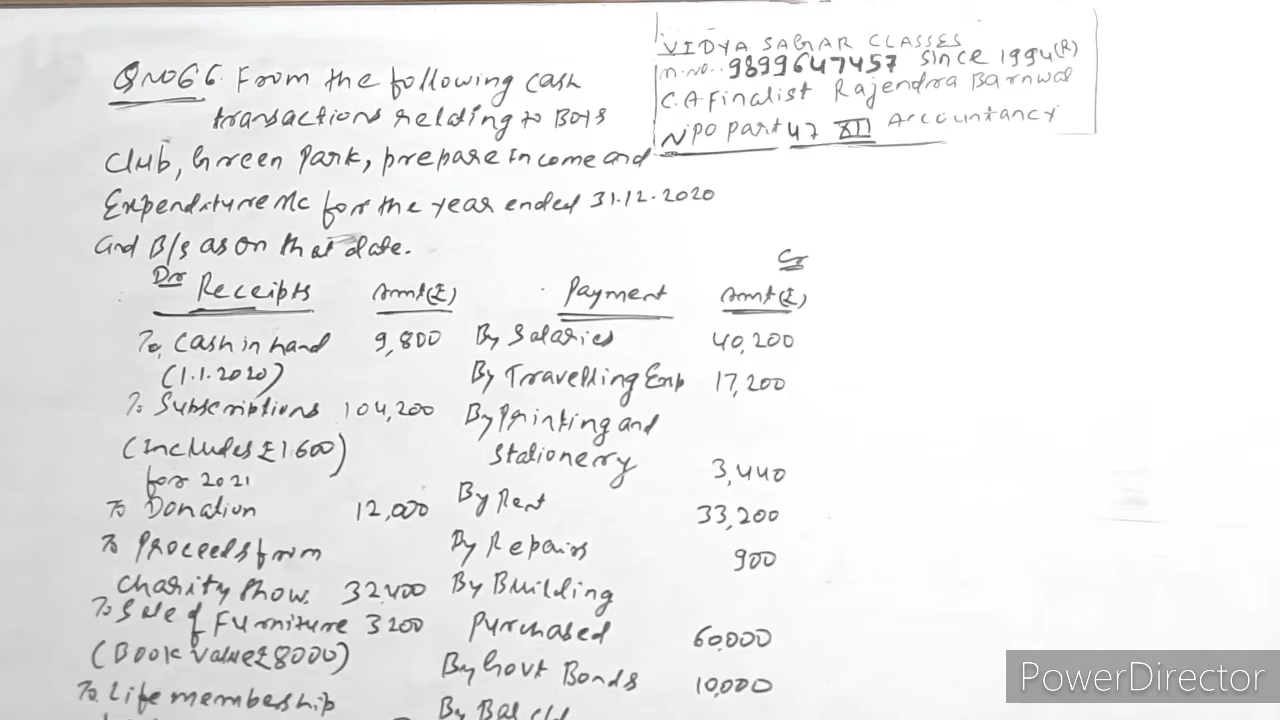 VIDYA SAGAR CLASSES
M.NO.. 9899647457 Since 1994(R)
C.A Finalist Rajendra Barnwal
NPO Part 47 XII Accountancy
QNO66. From the following cash
transactions relating to Boys
Club, Green Park, prepare Income and
Expenditure A/c for the year ended 31.12.2020
and B/s as on that date.
Dr Cr
Receipts Amt(₹) Payment Amt(₹)
To, Cash in hand 9,800 By Salaries 40,200
(1.1.2020) By Travelling Exp 17,200
To Subscriptions 104,200 By Printing and
(Includes ₹1600) Stationerry 3,440
for 2021
To Donation 12,000 By Rent 33,200
To Proceeds from By Repairs 900
Charity Show. 32,400 By Building
To Sale of Furniture 3200 Purchased 60,000
(Book value ₹8000) By Govt Bonds 10,000
To Life membership By Bal